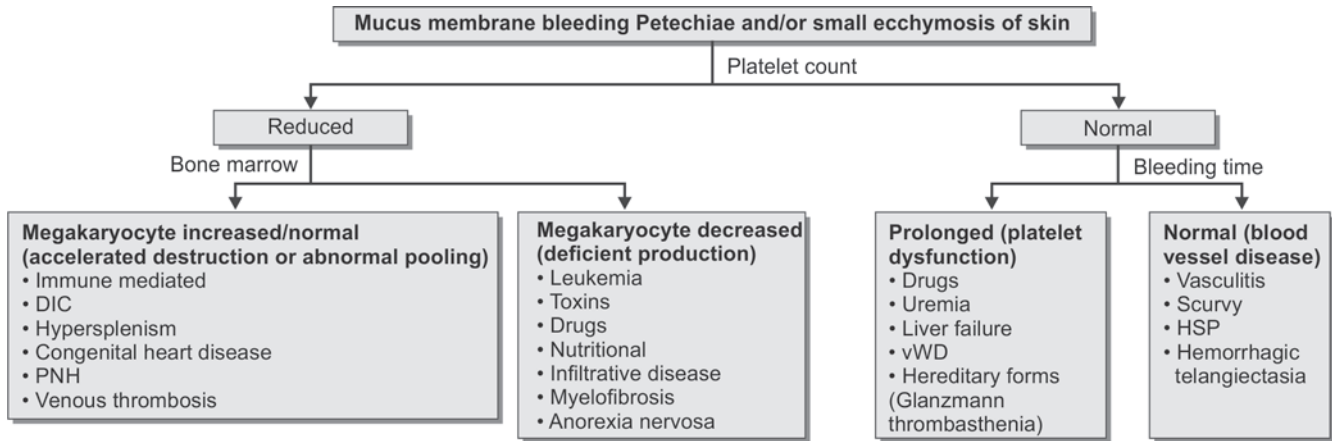 Mucus membrane bleeding Petechiae and/or small ecchymosis of skin
Platelet count
Reduced
Normal
Bone marrow
Bleeding time
Megakaryocyte increased/normal
(accelerated destruction or abnormal pooling)
• Immune mediated
• DIC
• Hypersplenism
• Congenital heart disease
• PNH
• Venous thrombosis
Megakaryocyte decreased
(deficient production)
• Leukemia
• Toxins
• Drugs
• Nutritional
• Infiltrative disease
• Myelofibrosis
• Anorexia nervosa
Prolonged (platelet
dysfunction)
• Drugs
• Uremia
• Liver failure
• vWD
• Hereditary forms
(Glanzmann
thrombasthenia)
Normal (blood
vessel disease)
• Vasculitis
• Scurvy
• HSP
• Hemorrhagic
telangiectasia